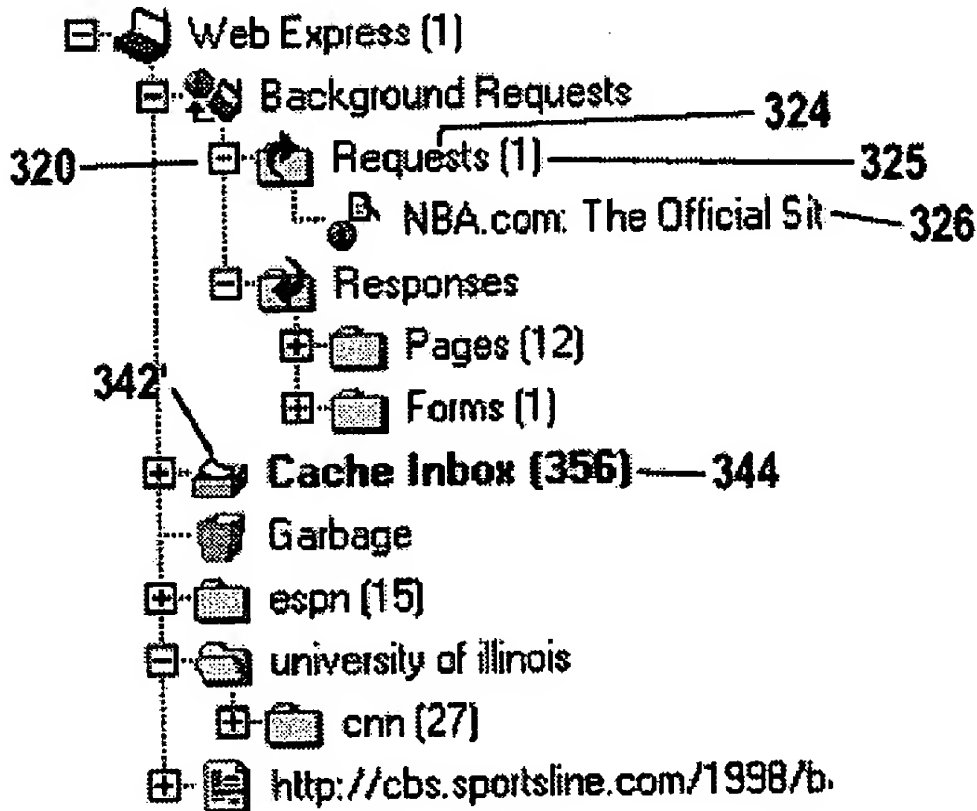 Web Express (1)
Background Requests
324
320 Requests (1) 325
NBA.com: The Official Sit 326
Responses
Pages (12)
342'
Forms (1)
Cache Inbox (356) 344
Garbage
espn (15)
university of illinois
cnn (27)
http://cbs.sportsline.com/1998/b